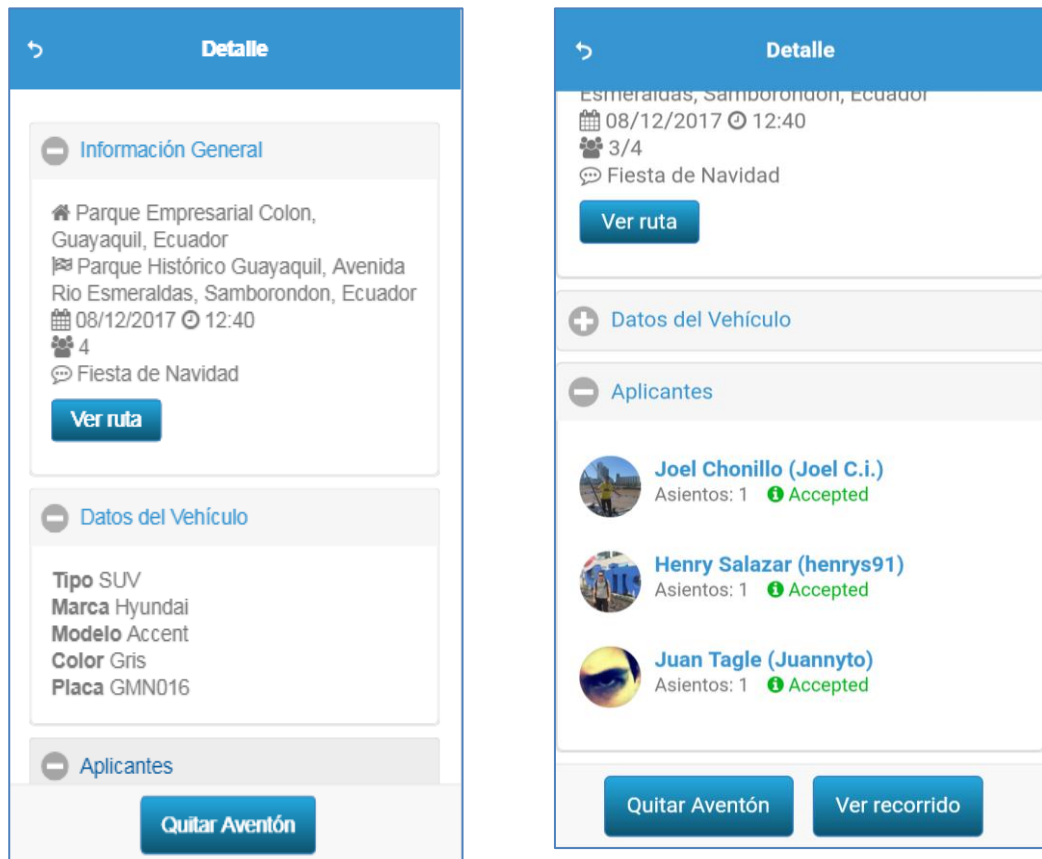 Detalle
Información General
Parque Empresarial Colon,
Guayaquil, Ecuador
Parque Histórico Guayaquil, Avenida
Rio Esmeraldas, Samborondon, Ecuador
08/12/2017 12:40
4
Fiesta de Navidad
Ver ruta
Datos del Vehículo
Tipo SUV
Marca Hyundai
Modelo Accent
Color Gris
Placa GMN016
Aplicantes
Quitar Aventón
Detalle
Esmeraldas, Samborondon, Ecuador
08/12/2017 12:40
3/4
Fiesta de Navidad
Ver ruta
Datos del Vehículo
Aplicantes
Joel Chonillo (Joel C.i.)
Asientos: 1 Accepted
Henry Salazar (henrys91)
Asientos: 1 Accepted
Juan Tagle (Juannyto)
Asientos: 1 Accepted
Quitar Aventón Ver recorrido